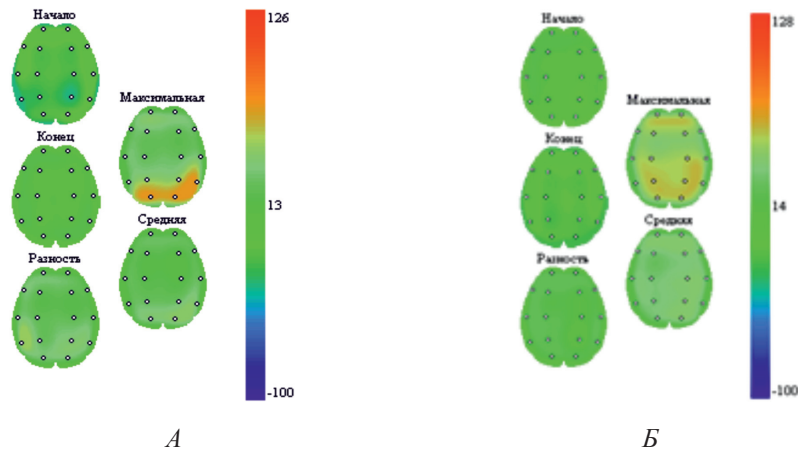 Начало
Максимальная
Конец
Средняя
Разность
126
13
-100
А
Начало
Максимальная
Конец
Средняя
Разность
128
14
-100
Б